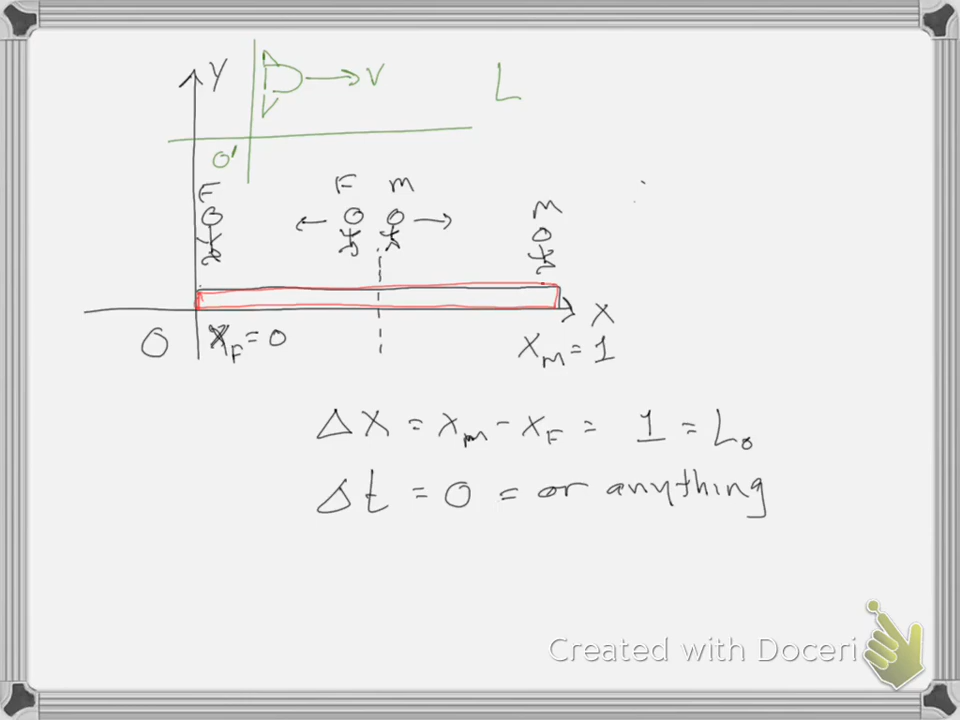 Y
V
L
O'
F
F m
M
X
O
X_F = 0
X_M = 1
ΔX = X_m - X_F = 1 = L_0
Δt = 0 = or anything
Created with Doceri